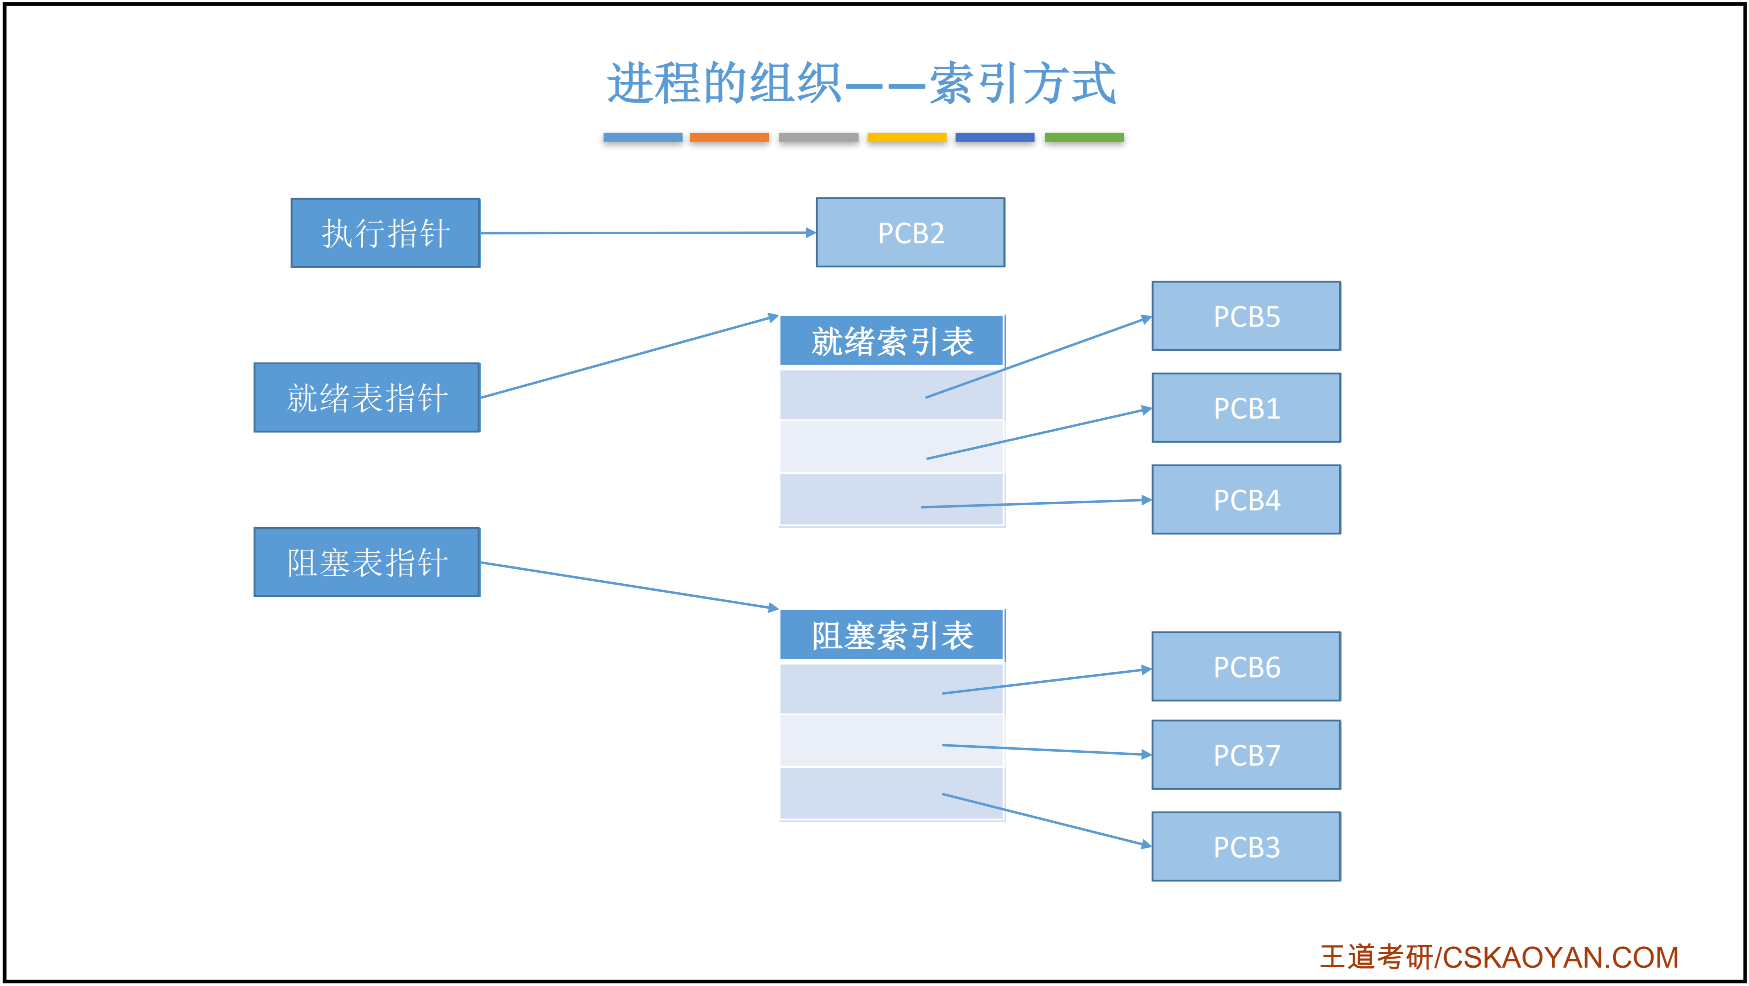 进程的组织——索引方式
执行指针
PCB2
就绪表指针
就绪索引表
PCB5
PCB1
PCB4
阻塞表指针
阻塞索引表
PCB6
PCB7
PCB3
王道考研/CSKAOYAN.COM